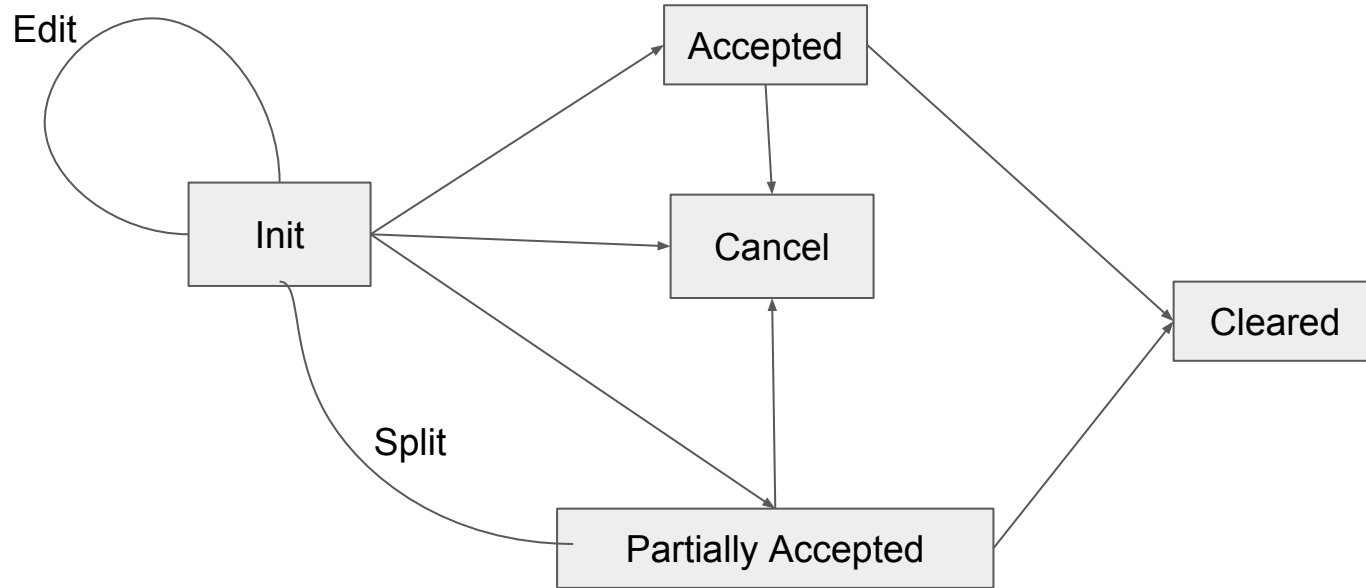 Edit
Accepted
Init
Cancel
Cleared
Split
Partially Accepted